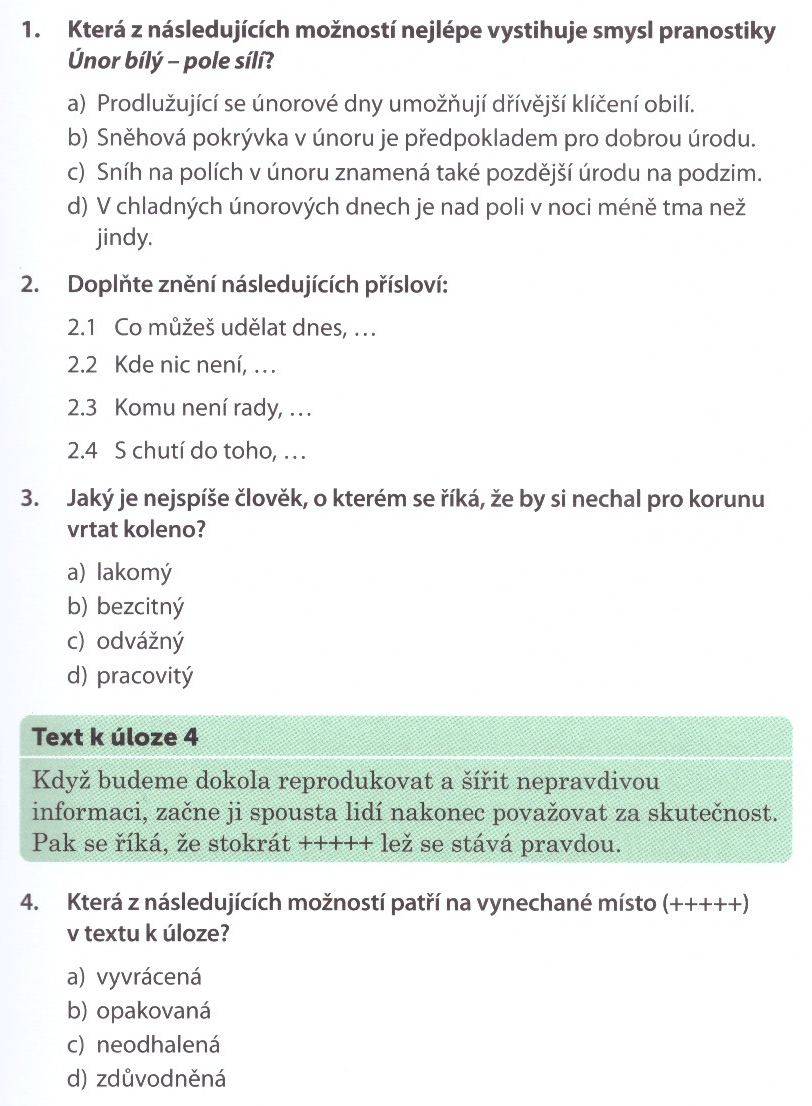 1. Která z následujících možností nejlépe vystihuje smysl pranostiky
Únor bílý – pole sílí?
a) Prodlužující se únorové dny umožňují dřívější klíčení obilí.
b) Sněhová pokrývka v únoru je předpokladem pro dobrou úrodu.
c) Sníh na polích v únoru znamená také pozdější úrodu na podzim.
d) V chladných únorových dnech je nad poli v noci méně tma než
jindy.
2. Doplňte znění následujících přísloví:
2.1 Co můžeš udělat dnes, …
2.2 Kde nic není, …
2.3 Komu není rady, …
2.4 S chutí do toho, …
3. Jaký je nejspíše člověk, o kterém se říká, že by si nechal pro korunu
vrtat koleno?
a) lakomý
b) bezcitný
c) odvážný
d) pracovitý
Text k úloze 4
Když budeme dokola reprodukovat a šířit nepravdivou
informaci, začne ji spousta lidí nakonec považovat za skutečnost.
Pak se říká, že stokrát +++++ lež se stává pravdou.
4. Která z následujících možností patří na vynechané místo (+++++)
v textu k úloze?
a) vyvrácená
b) opakovaná
c) neodhalená
d) zdůvodněná